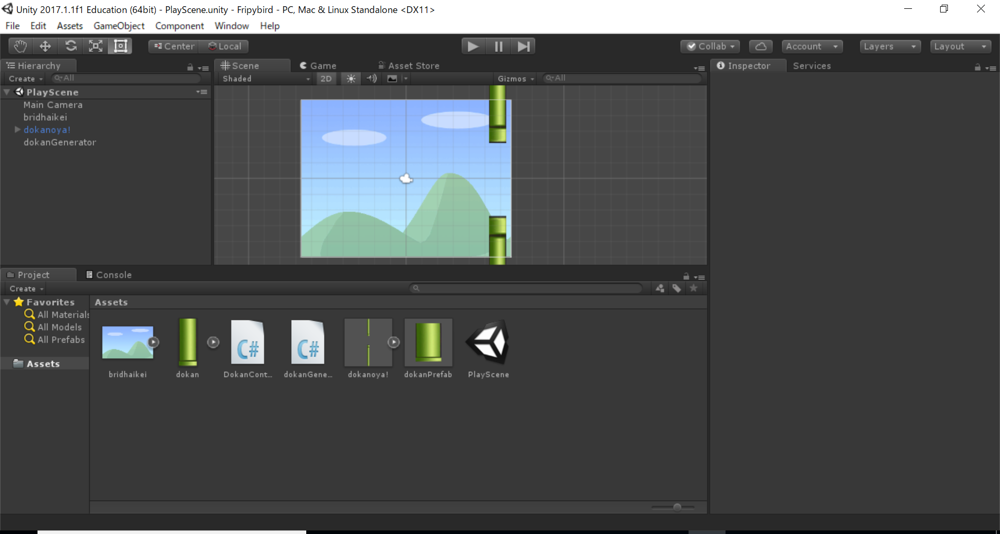 Unity 2017.1.1f1 Education (64bit) - PlayScene.unity - Fripybird - PC, Mac & Linux Standalone <DX11>
File Edit Assets GameObject Component Window Help
Center Local Collab Account Layers Layout
Hierarchy
Create All
PlayScene
Main Camera
bridhaikei
dokanoya!
dokanGenerator
Scene Game Asset Store
Shaded 2D Gizmos All
Inspector Services
Project Console
Create
Favorites
All Materials
All Models
All Prefabs
Assets
Assets
C# C#
bridhaikei dokan DokanCont... dokanGene... dokanoya! dokanPrefab PlayScene